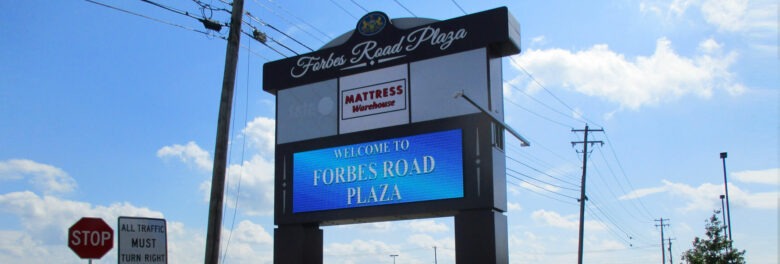 Forbes Road Plaza
MATTRESS
Warehouse
WELCOME TO
FORBES ROAD
PLAZA
STOP
ALL TRAFFIC
MUST
TURN RIGHT